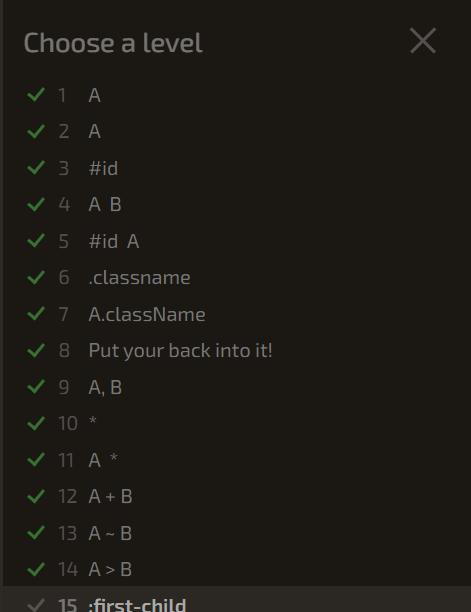 Choose a level
1 A
2 A
3 #id
4 A B
5 #id A
6 .classname
7 A.className
8 Put your back into it!
9 A, B
10 *
11 A *
12 A + B
13 A ~ B
14 A > B
15 :first-child